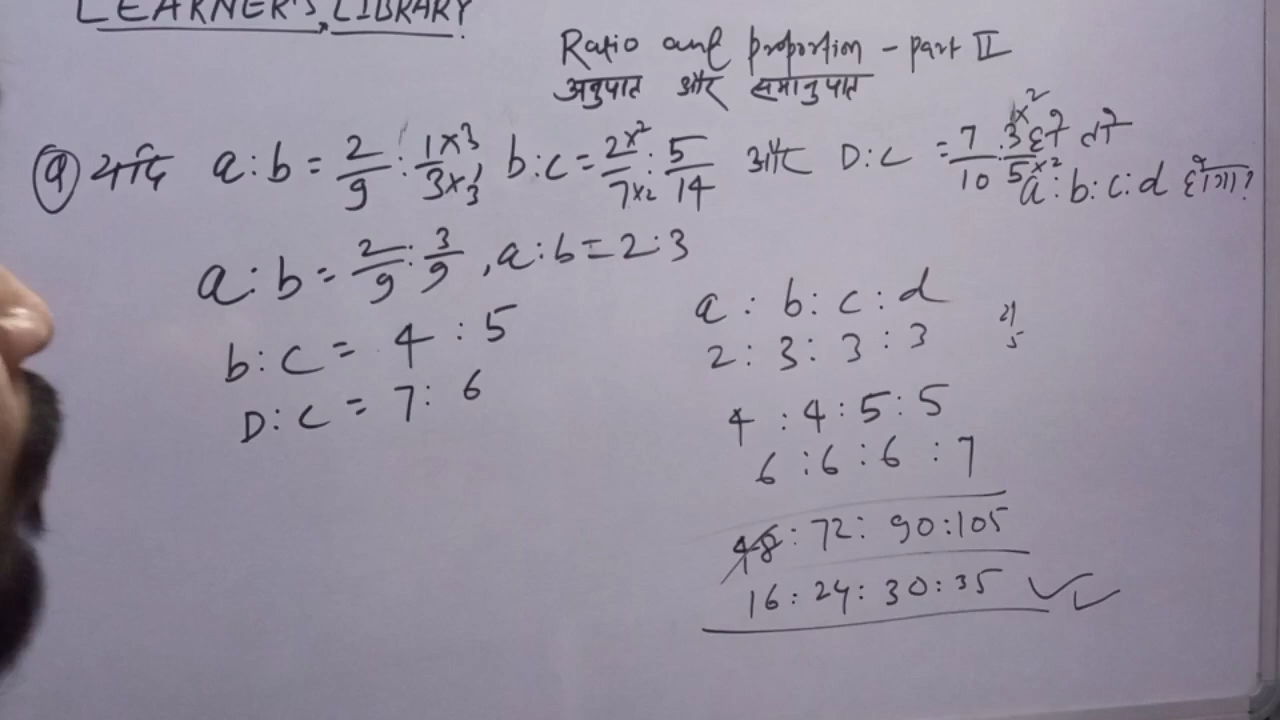 LEARNER'S LIBRARY
Ratio and proportion - part II
अनुपात और समानुपात
Q यदि a:b = 2/9 : 1×3/3×3, b:c = 2×2/7×2 : 5/14 और D:C = 7/10 : 3×2/5×2 है तो
a:b:c:d होगा?
a:b = 2/9 : 3/9, a:b = 2:3
b:c = 4:5
D:C = 7:6
a : b : c : d
2 : 3 : 3 : 3
4 : 4 : 5 : 5
6 : 6 : 6 : 7
48 : 72 : 90 : 105
16 : 24 : 30 : 35